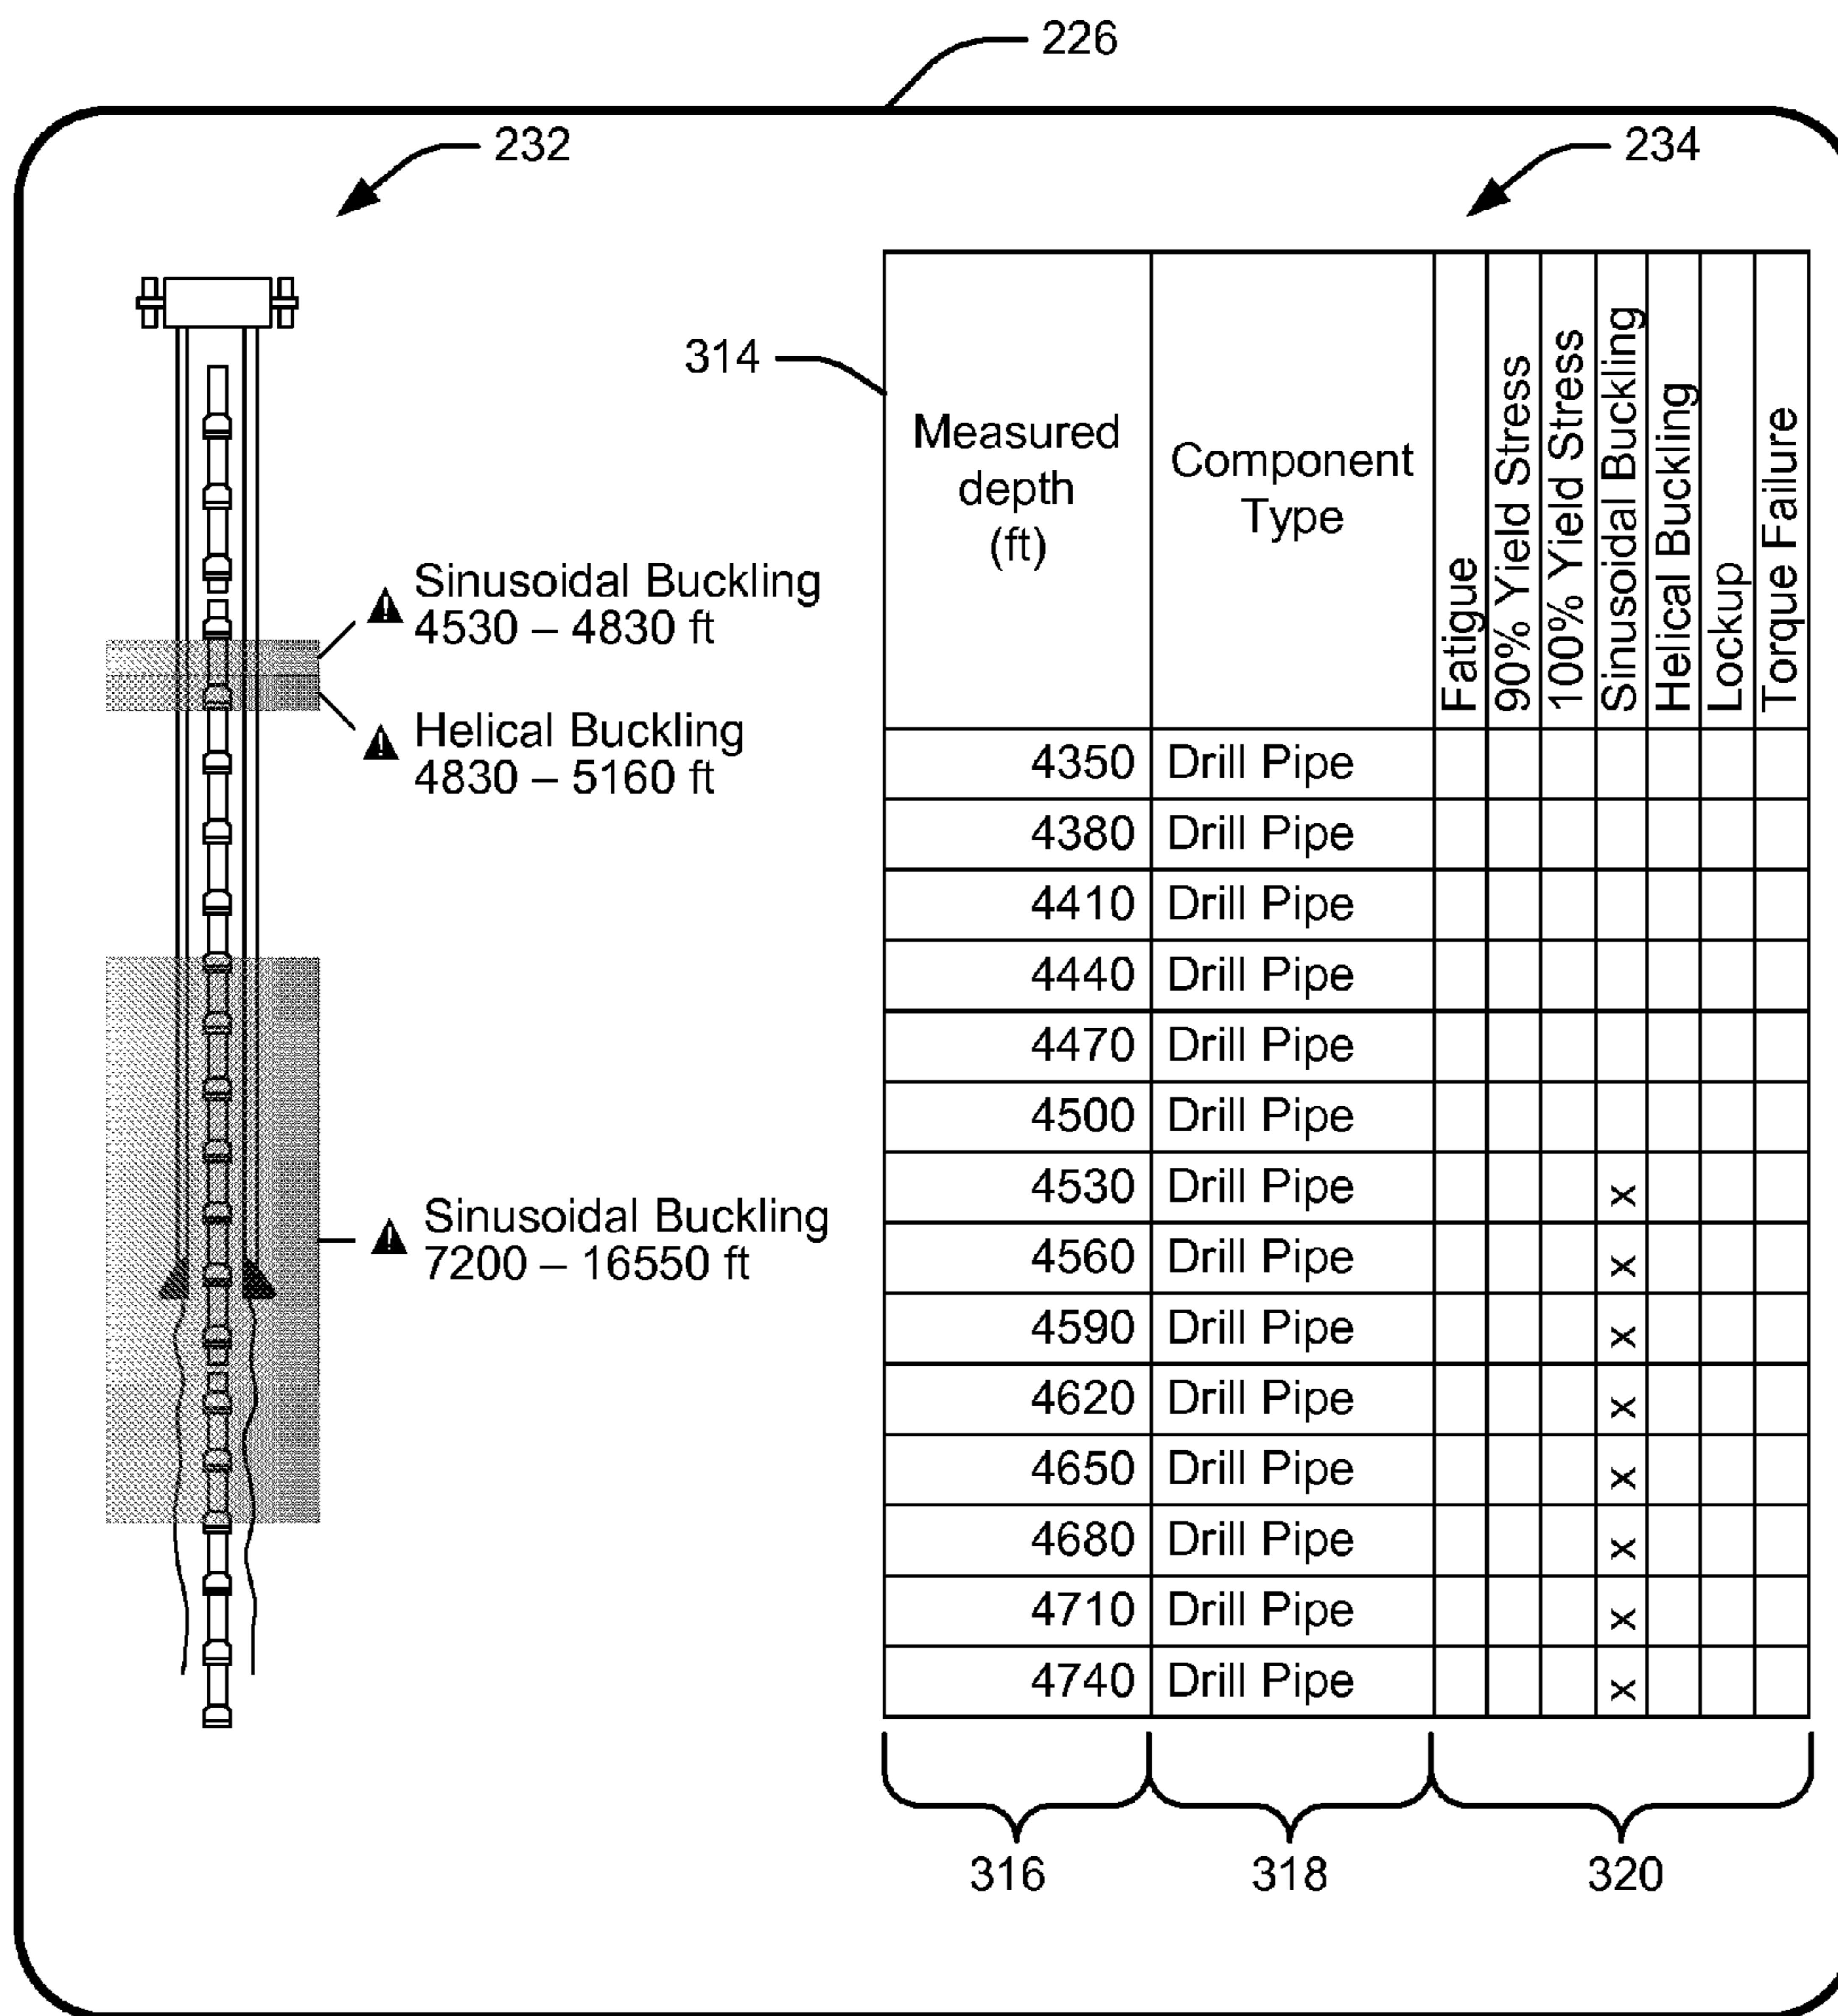 226
232
234
314
Sinusoidal Buckling
4530 – 4830 ft
Helical Buckling
4830 – 5160 ft
Sinusoidal Buckling
7200 – 16550 ft
Measured
depth
(ft)
Component
Type
Fatigue
90% Yield Stress
100% Yield Stress
Sinusoidal Buckling
Helical Buckling
Lockup
Torque Failure
4350 Drill Pipe
4380 Drill Pipe
4410 Drill Pipe
4440 Drill Pipe
4470 Drill Pipe
4500 Drill Pipe
4530 Drill Pipe x
4560 Drill Pipe x
4590 Drill Pipe x
4620 Drill Pipe x
4650 Drill Pipe x
4680 Drill Pipe x
4710 Drill Pipe x
4740 Drill Pipe x
316 318 320